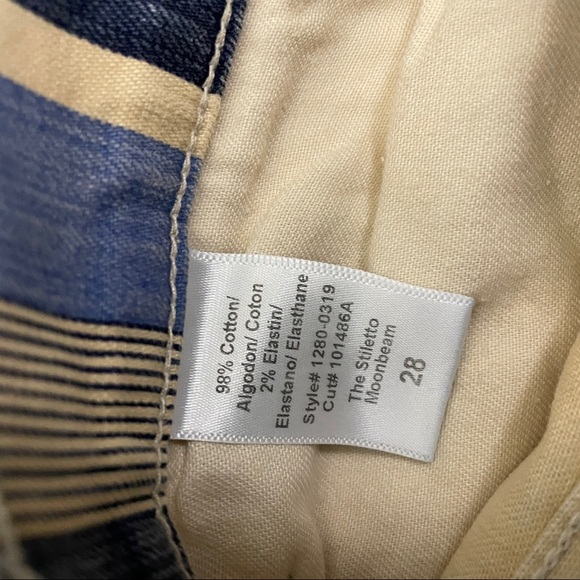 98% Cotton/
Algodon/ Coton
2% Elastin/
Elastano/ Elasthane
Style# 1280-0319
Cut# 101486A
The Stiletto
Moonbeam
28